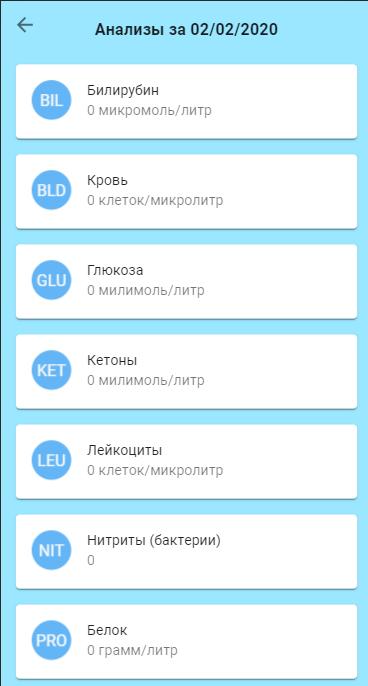 Анализы за 02/02/2020
BIL
Билирубин
0 микромоль/литр
BLD
Кровь
0 клеток/микролитр
GLU
Глюкоза
0 милимоль/литр
KET
Кетоны
0 милимоль/литр
LEU
Лейкоциты
0 клеток/микролитр
NIT
Нитриты (бактерии)
0
PRO
Белок
0 грамм/литр